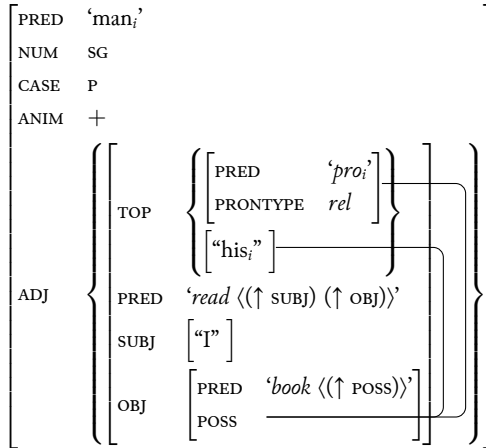 PRED ‘manᵢ’
NUM SG
CASE P
ANIM +
PRED ‘proᵢ’
TOP PRONTYPE rel
“hisᵢ”
ADJ PRED ‘read ⟨(↑ SUBJ) (↑ OBJ)⟩’
SUBJ “I”
OBJ PRED ‘book ⟨(↑ POSS)⟩’
POSS